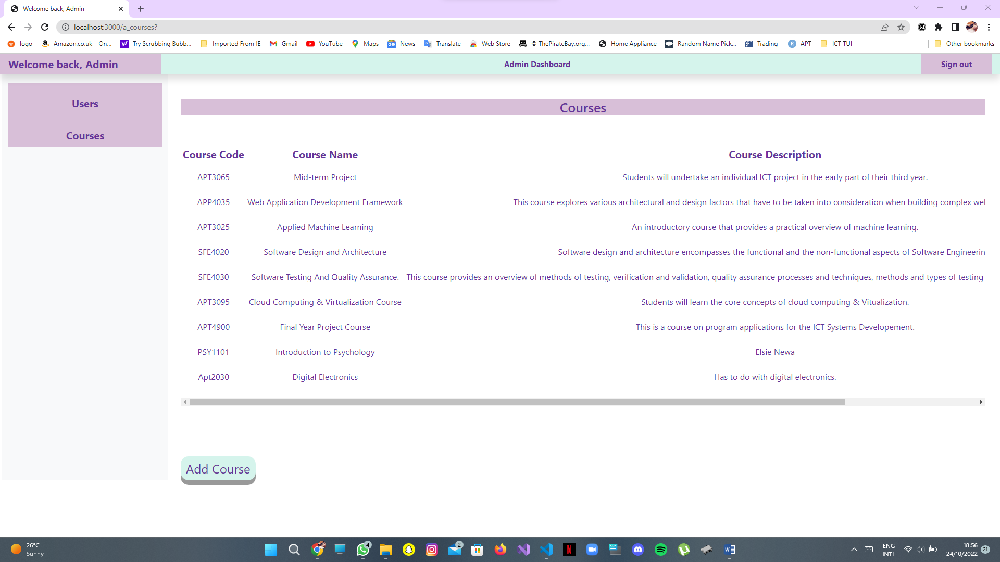 Welcome back, Admin
localhost:3000/a_courses?
logo Amazon.co.uk – On... Try Scrubbing Bubb... Imported From IE Gmail YouTube Maps News Translate Web Store © ThePirateBay.org... Home Appliance Random Name Pick... Trading APT ICT TUI Other bookmarks
Welcome back, Admin Admin Dashboard Sign out
Users
Courses
Courses
Course Code Course Name Course Description
APT3065 Mid-term Project Students will undertake an individual ICT project in the early part of their third year.
APP4035 Web Application Development Framework This course explores various architectural and design factors that have to be taken into consideration when building complex wel
APT3025 Applied Machine Learning An introductory course that provides a practical overview of machine learning.
SFE4020 Software Design and Architecture Software design and architecture encompasses the functional and the non-functional aspects of Software Engineerin
SFE4030 Software Testing And Quality Assurance. This course provides an overview of methods of testing, verification and validation, quality assurance processes and techniques, methods and types of testing
APT3095 Cloud Computing & Virtualization Course Students will learn the core concepts of cloud computing & Vitualization.
APT4900 Final Year Project Course This is a course on program applications for the ICT Systems Developement.
PSY1101 Introduction to Psychology Elsie Newa
Apt2030 Digital Electronics Has to do with digital electronics.
Add Course
26°C
Sunny
4
2
ENG
INTL
18:56
24/10/2022
21